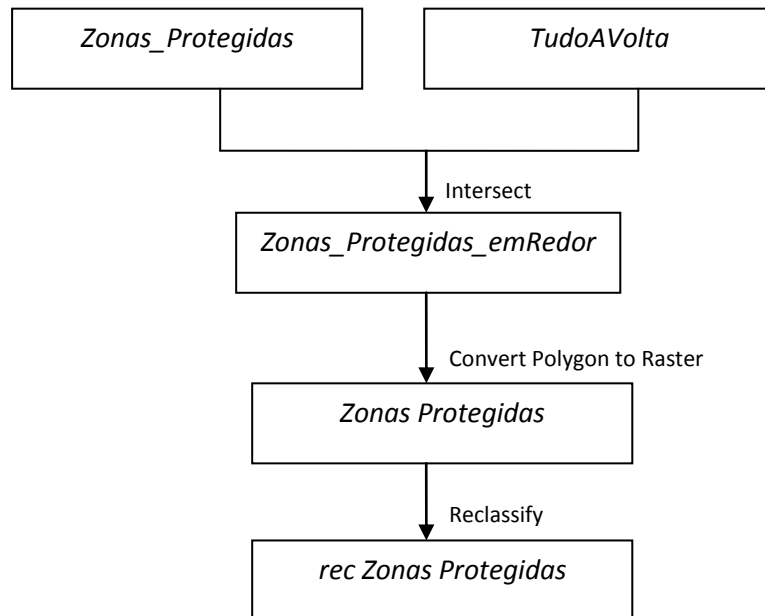 Zonas_Protegidas
TudoAVolta
Intersect
Zonas_Protegidas_emRedor
Convert Polygon to Raster
Zonas Protegidas
Reclassify
rec Zonas Protegidas